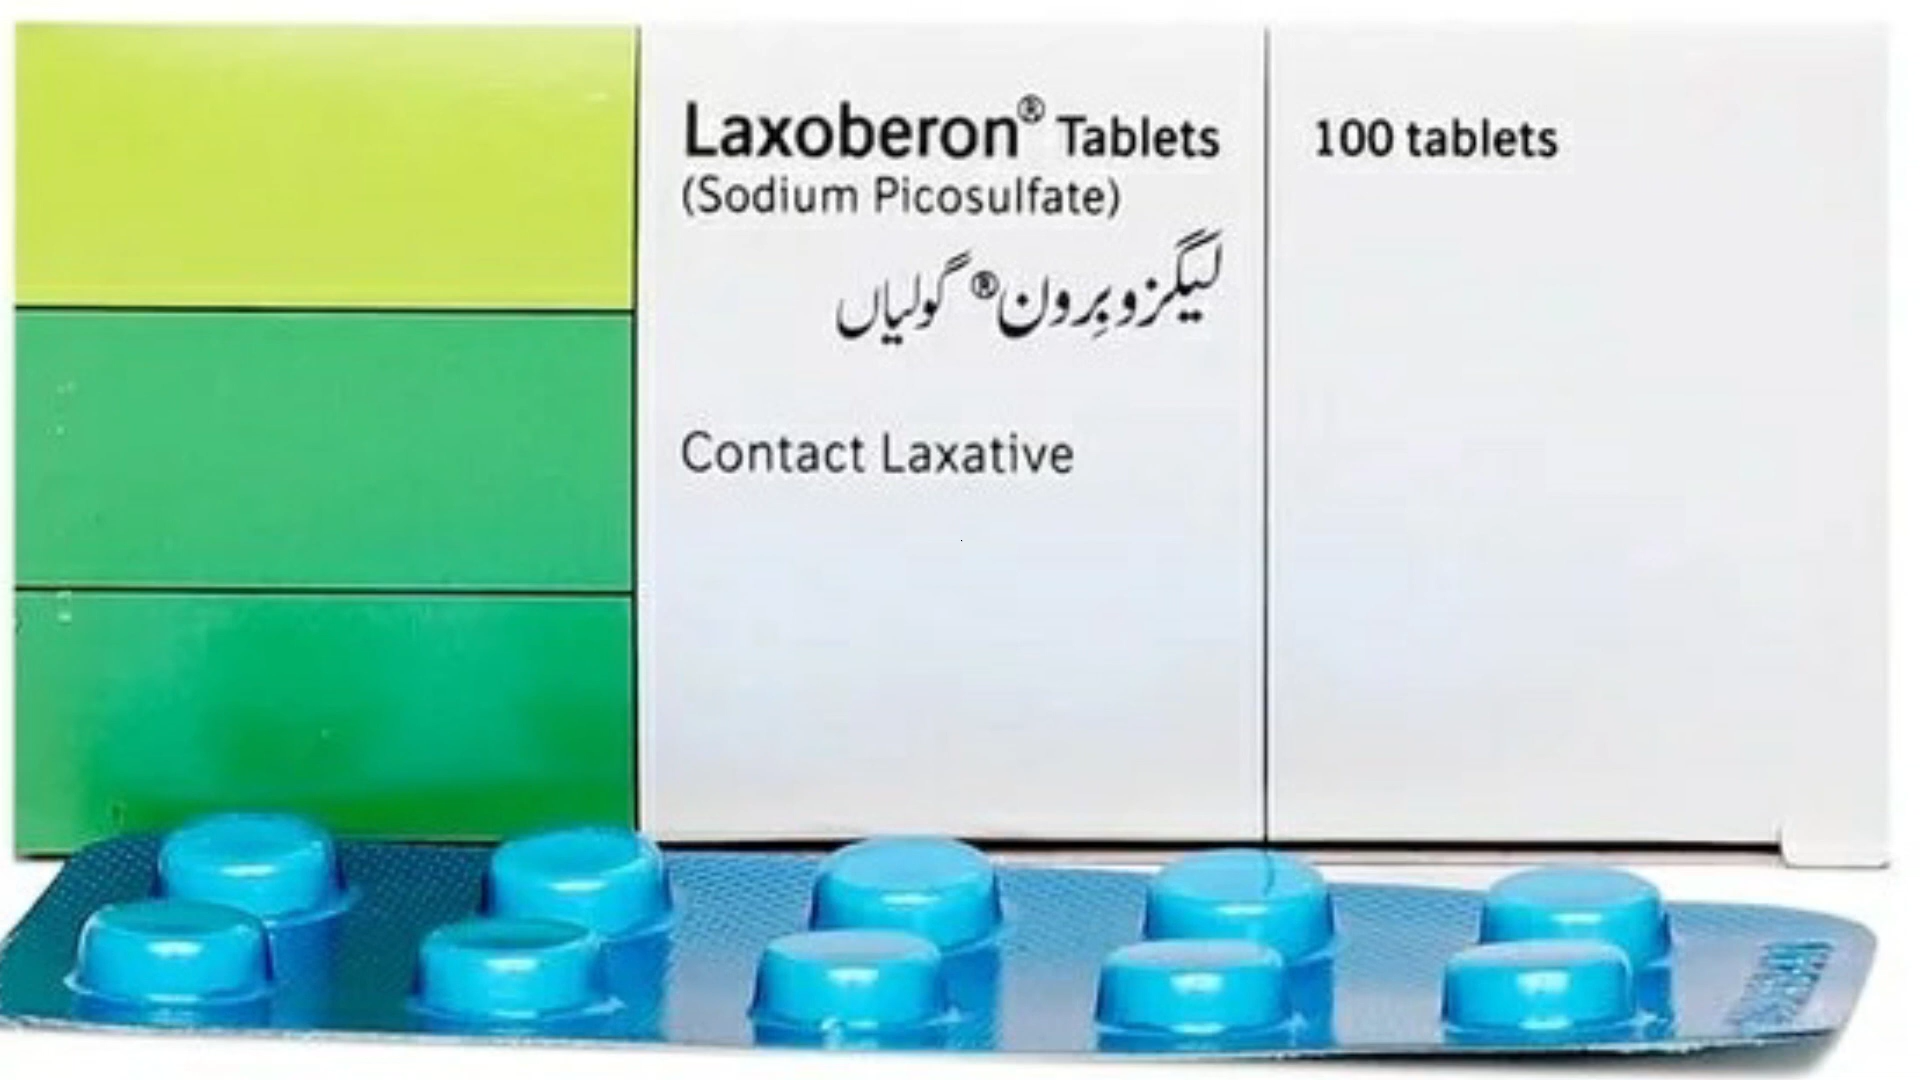 Laxoberon® Tablets
(Sodium Picosulfate)
لیگزوبِرون® گولیاں
Contact Laxative
100 tablets